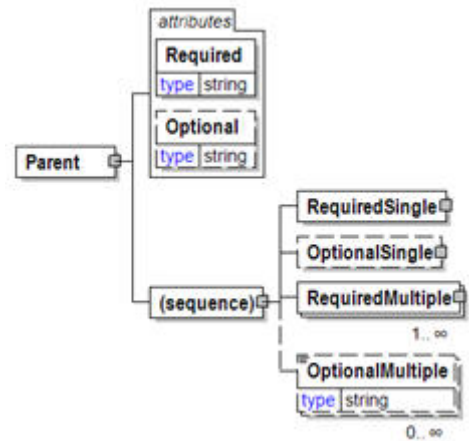 attributes
Required
type string
Optional
type string
Parent
RequiredSingle
OptionalSingle
(sequence)
RequiredMultiple
1.. ∞
OptionalMultiple
type string
0.. ∞